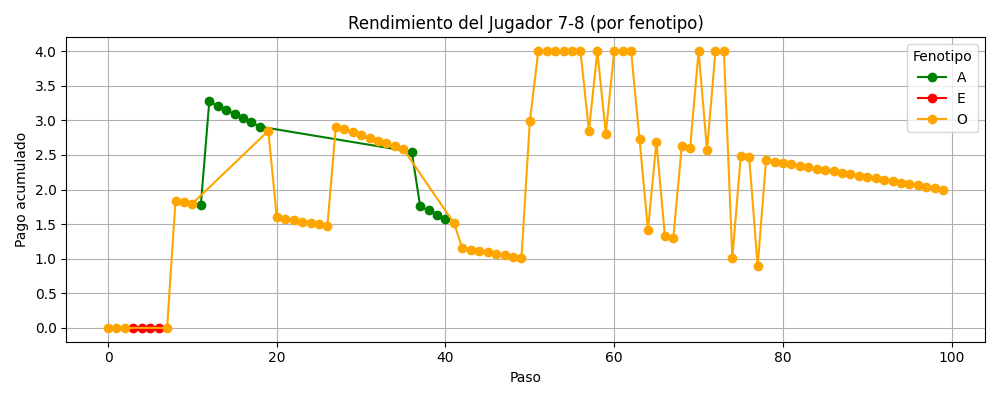 Rendimiento del Jugador 7-8 (por fenotipo)
Pago acumulado
4.0
3.5
3.0
2.5
2.0
1.5
1.0
0.5
0.0
Fenotipo
A
E
O
0
20
40
60
80
100
Paso